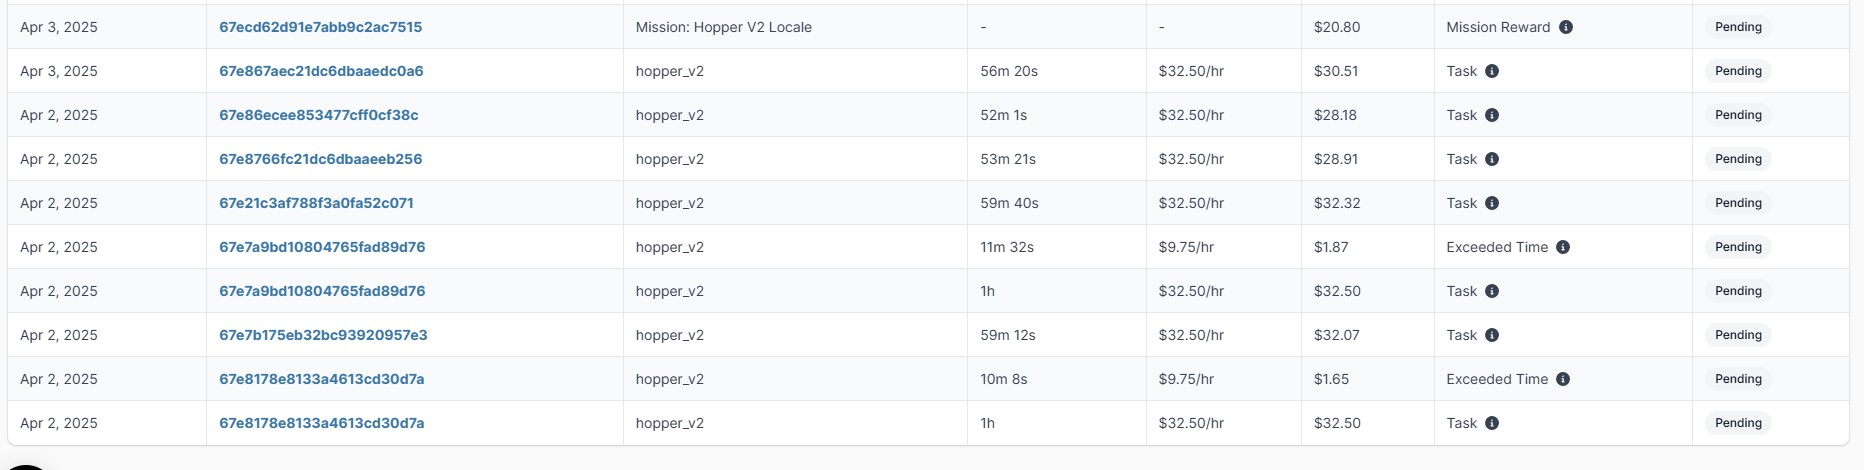 Apr 3, 2025 67ecd62d91e7abb9c2ac7515 Mission: Hopper V2 Locale - - $20.80 Mission Reward Pending
Apr 3, 2025 67e867aec21dc6dbaaedc0a6 hopper_v2 56m 20s $32.50/hr $30.51 Task Pending
Apr 2, 2025 67e86ecee853477cff0cf38c hopper_v2 52m 1s $32.50/hr $28.18 Task Pending
Apr 2, 2025 67e8766fc21dc6dbaaeeb256 hopper_v2 53m 21s $32.50/hr $28.91 Task Pending
Apr 2, 2025 67e21c3af788f3a0fa52c071 hopper_v2 59m 40s $32.50/hr $32.32 Task Pending
Apr 2, 2025 67e7a9bd10804765fad89d76 hopper_v2 11m 32s $9.75/hr $1.87 Exceeded Time Pending
Apr 2, 2025 67e7a9bd10804765fad89d76 hopper_v2 1h $32.50/hr $32.50 Task Pending
Apr 2, 2025 67e7b175eb32bc93920957e3 hopper_v2 59m 12s $32.50/hr $32.07 Task Pending
Apr 2, 2025 67e8178e8133a4613cd30d7a hopper_v2 10m 8s $9.75/hr $1.65 Exceeded Time Pending
Apr 2, 2025 67e8178e8133a4613cd30d7a hopper_v2 1h $32.50/hr $32.50 Task Pending